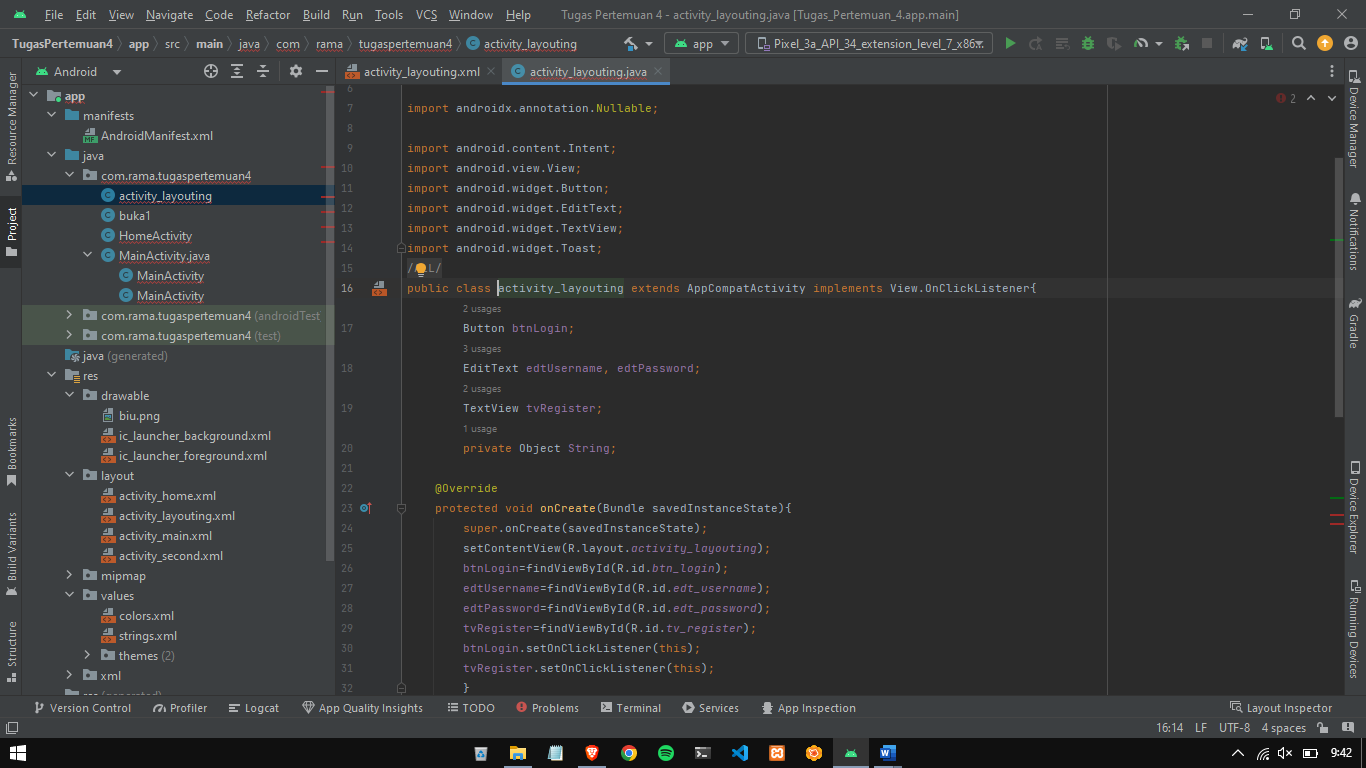 File Edit View Navigate Code Refactor Build Run Tools VCS Window Help Tugas Pertemuan 4 - activity_layouting.java [Tugas_Pertemuan_4.app.main]
TugasPertemuan4 app src main java com rama tugaspertemuan4 activity_layouting app Pixel_3a_API_34_extension_level_7_x86...
Android
activity_layouting.xml activity_layouting.java
Resource Manager
Project
Bookmarks
Build Variants
Structure
app
manifests
AndroidManifest.xml
java
com.rama.tugaspertemuan4
activity_layouting
buka1
HomeActivity
MainActivity.java
MainActivity
MainActivity
com.rama.tugaspertemuan4 (androidTest
com.rama.tugaspertemuan4 (test)
java (generated)
res
drawable
biu.png
ic_launcher_background.xml
ic_launcher_foreground.xml
layout
activity_home.xml
activity_layouting.xml
activity_main.xml
activity_second.xml
mipmap
values
colors.xml
strings.xml
themes (2)
xml
res (generated)
2
6
7 import androidx.annotation.Nullable;
8
9 import android.content.Intent;
10 import android.view.View;
11 import android.widget.Button;
12 import android.widget.EditText;
13 import android.widget.TextView;
14 import android.widget.Toast;
15 / L/
16 public class activity_layouting extends AppCompatActivity implements View.OnClickListener{
2 usages
17 Button btnLogin;
3 usages
18 EditText edtUsername, edtPassword;
2 usages
19 TextView tvRegister;
1 usage
20 private Object String;
21
22 @Override
23 protected void onCreate(Bundle savedInstanceState){
24 super.onCreate(savedInstanceState);
25 setContentView(R.layout.activity_layouting);
26 btnLogin=findViewById(R.id.btn_login);
27 edtUsername=findViewById(R.id.edt_username);
28 edtPassword=findViewById(R.id.edt_password);
29 tvRegister=findViewById(R.id.tv_register);
30 btnLogin.setOnClickListener(this);
31 tvRegister.setOnClickListener(this);
32 }
Device Manager
Notifications
Gradle
Device Explorer
Running Devices
Version Control Profiler Logcat App Quality Insights TODO Problems Terminal Services App Inspection Layout Inspector
16:14 LF UTF-8 4 spaces
9:42